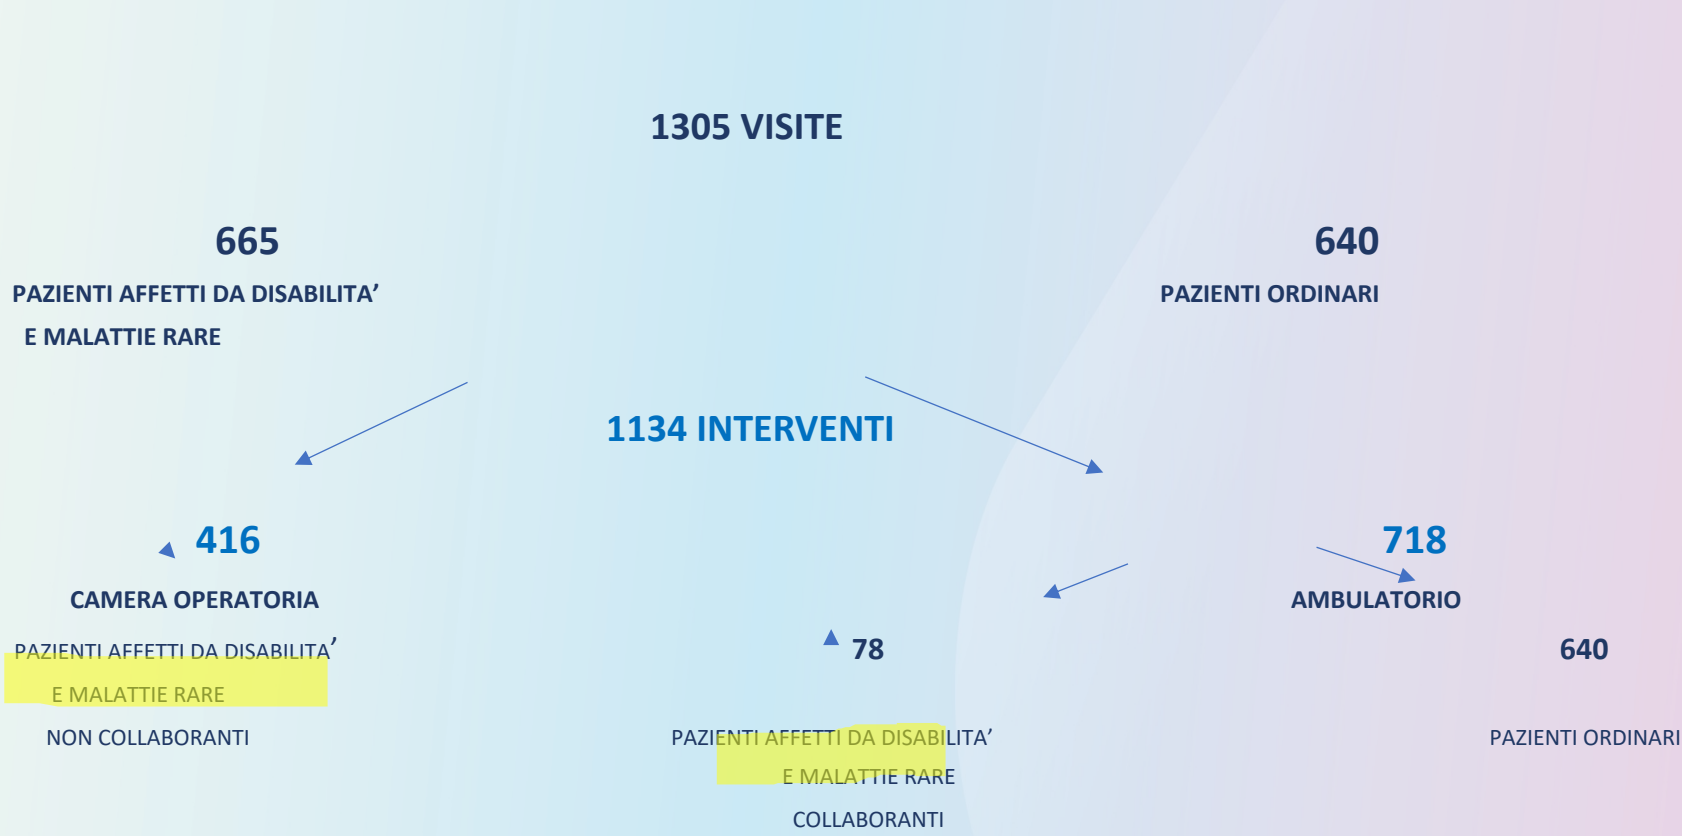 1305 VISITE
665
640
PAZIENTI AFFETTI DA DISABILITA’
PAZIENTI ORDINARI
E MALATTIE RARE
1134 INTERVENTI
416
718
CAMERA OPERATORIA
AMBULATORIO
PAZIENTI AFFETTI DA DISABILITA’
78
640
E MALATTIE RARE
NON COLLABORANTI
PAZIENTI AFFETTI DA DISABILITA’
PAZIENTI ORDINARI
E MALATTIE RARE
COLLABORANTI